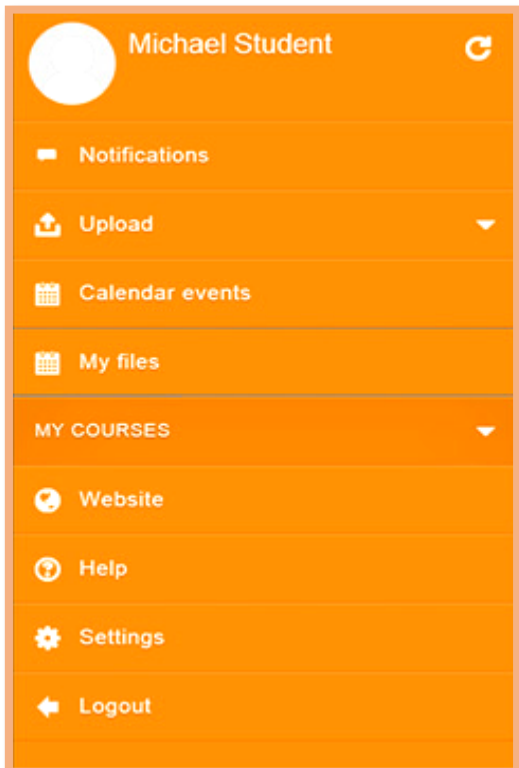 Michael Student
Notifications
Upload
Calendar events
My files
MY COURSES
Website
Help
Settings
Logout